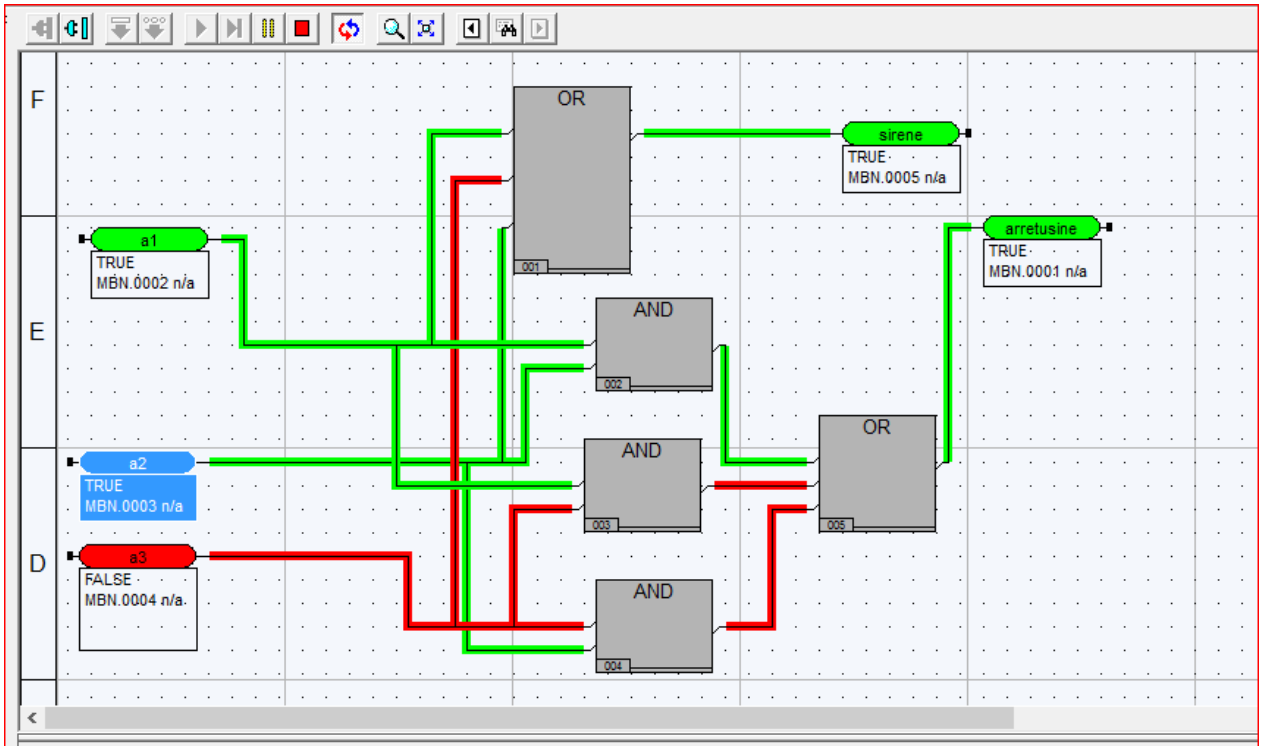 F
OR
sirene
TRUE
MBN.0005 n/a
a1
TRUE
MBN.0002 n/a
001
arretusine
TRUE
MBN.0001 n/a
E
AND
002
OR
a2
TRUE
MBN.0003 n/a
AND
003
005
D
a3
FALSE
MBN.0004 n/a
AND
004